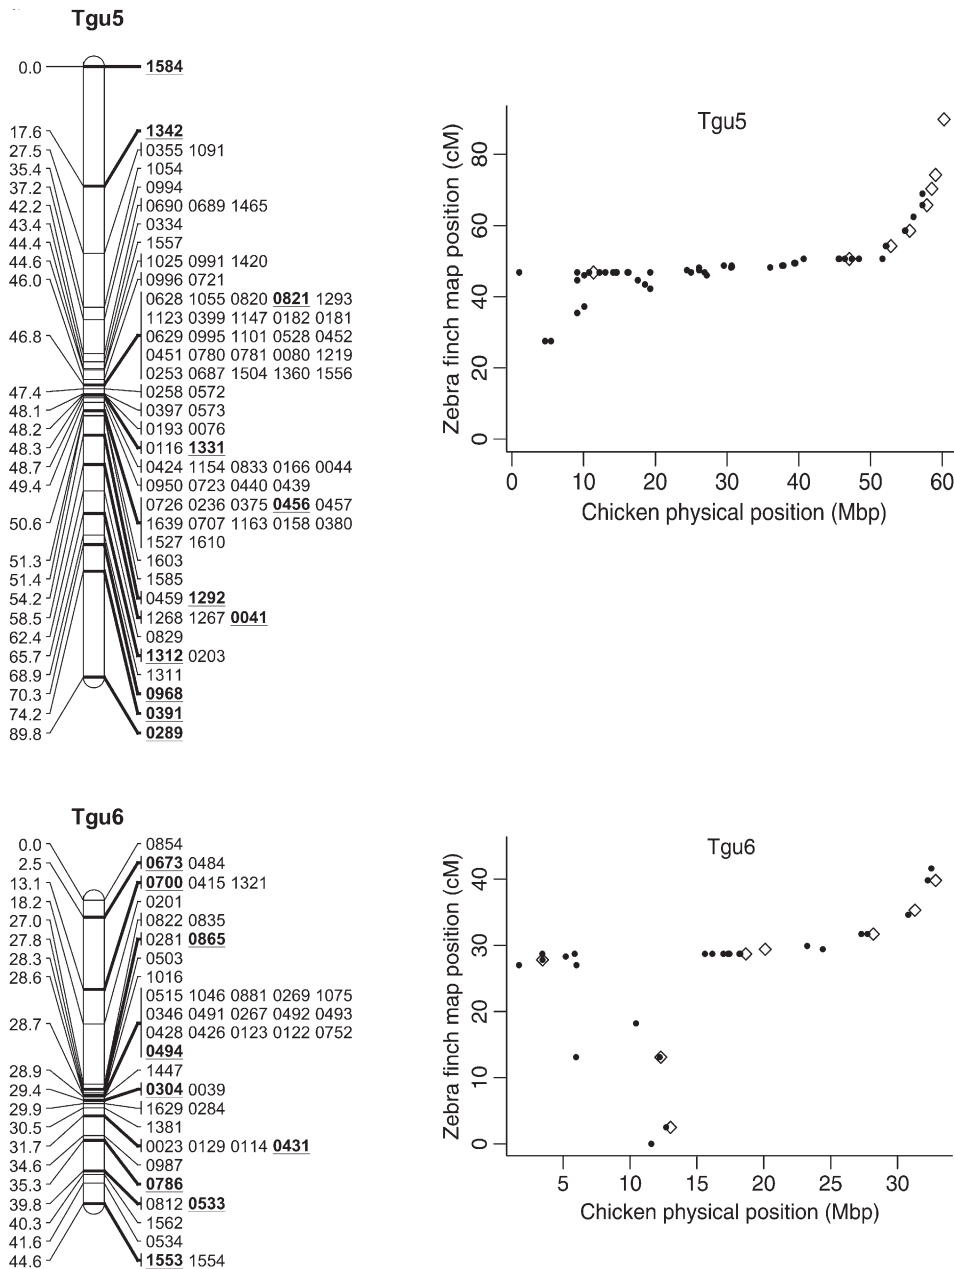 Tgu5
0.0 1584
17.6 1342
27.5 0355 1091
35.4 1054
37.2 0994
42.2 0690 0689 1465
43.4 0334
44.4 1557
44.6 1025 0991 1420
46.0 0996 0721
0628 1055 0820 0821 1293
1123 0399 1147 0182 0181
46.8 0629 0995 1101 0528 0452
0451 0780 0781 0080 1219
0253 0687 1504 1360 1556
47.4 0258 0572
48.1 0397 0573
48.2 0193 0076
48.3 0116 1331
48.7 0424 1154 0833 0166 0044
49.4 0950 0723 0440 0439
0726 0236 0375 0456 0457
50.6 1639 0707 1163 0158 0380
1527 1610
51.3 1603
51.4 1585
54.2 0459 1292
58.5 1268 1267 0041
62.4 0829
65.7 1312 0203
68.9 1311
70.3 0968
74.2 0391
89.8 0289
Tgu5
Zebra finch map position (cM)
80
60
40
20
0
0 10 20 30 40 50 60
Chicken physical position (Mbp)
Tgu6
0.0 0854
2.5 0673 0484
13.1 0700 0415 1321
18.2 0201
27.0 0822 0835
27.8 0281 0865
28.3 0503
28.6 1016
0515 1046 0881 0269 1075
28.7 0346 0491 0267 0492 0493
0428 0426 0123 0122 0752
0494
28.9 1447
29.4 0304 0039
29.9 1629 0284
30.5 1381
31.7 0023 0129 0114 0431
34.6 0987
35.3 0786
39.8 0812 0533
40.3 1562
41.6 0534
44.6 1553 1554
Tgu6
Zebra finch map position (cM)
40
30
20
10
0
5 10 15 20 25 30
Chicken physical position (Mbp)